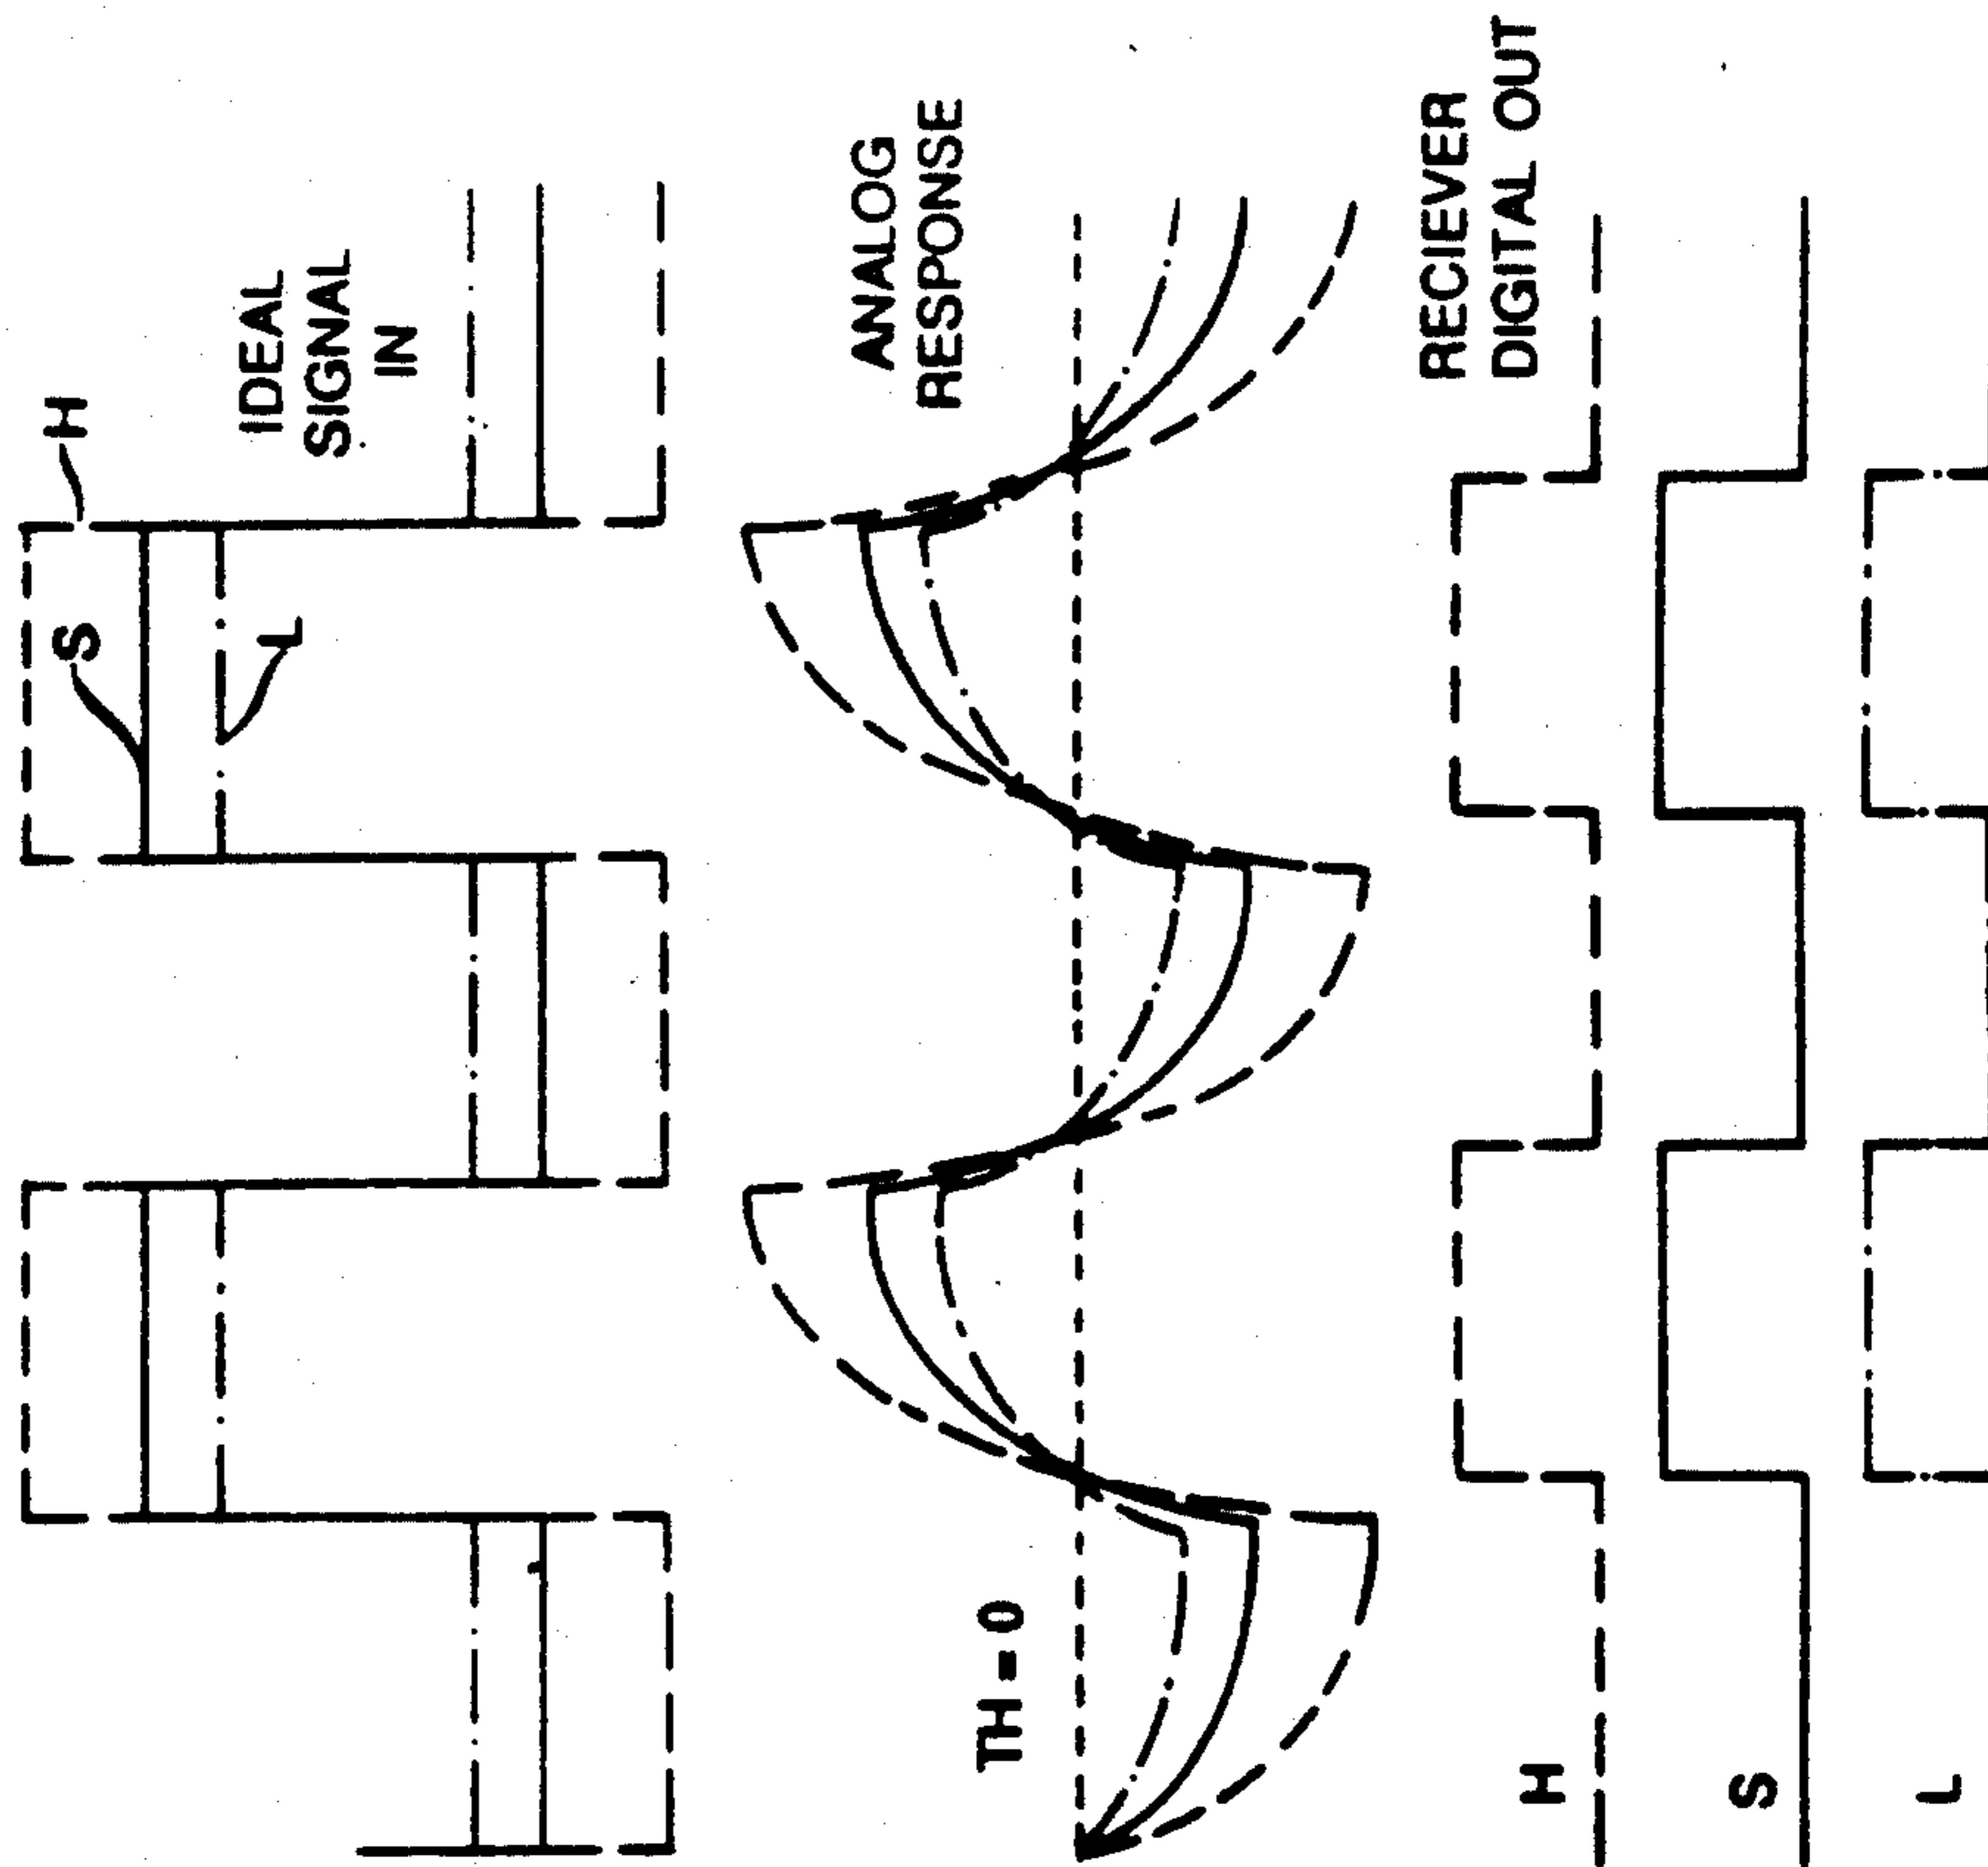 H
IDEAL
SIGNAL
IN
S
L
ANALOG
RESPONSE
TH = 0
RECIEVER
DIGITAL OUT
H
S
L